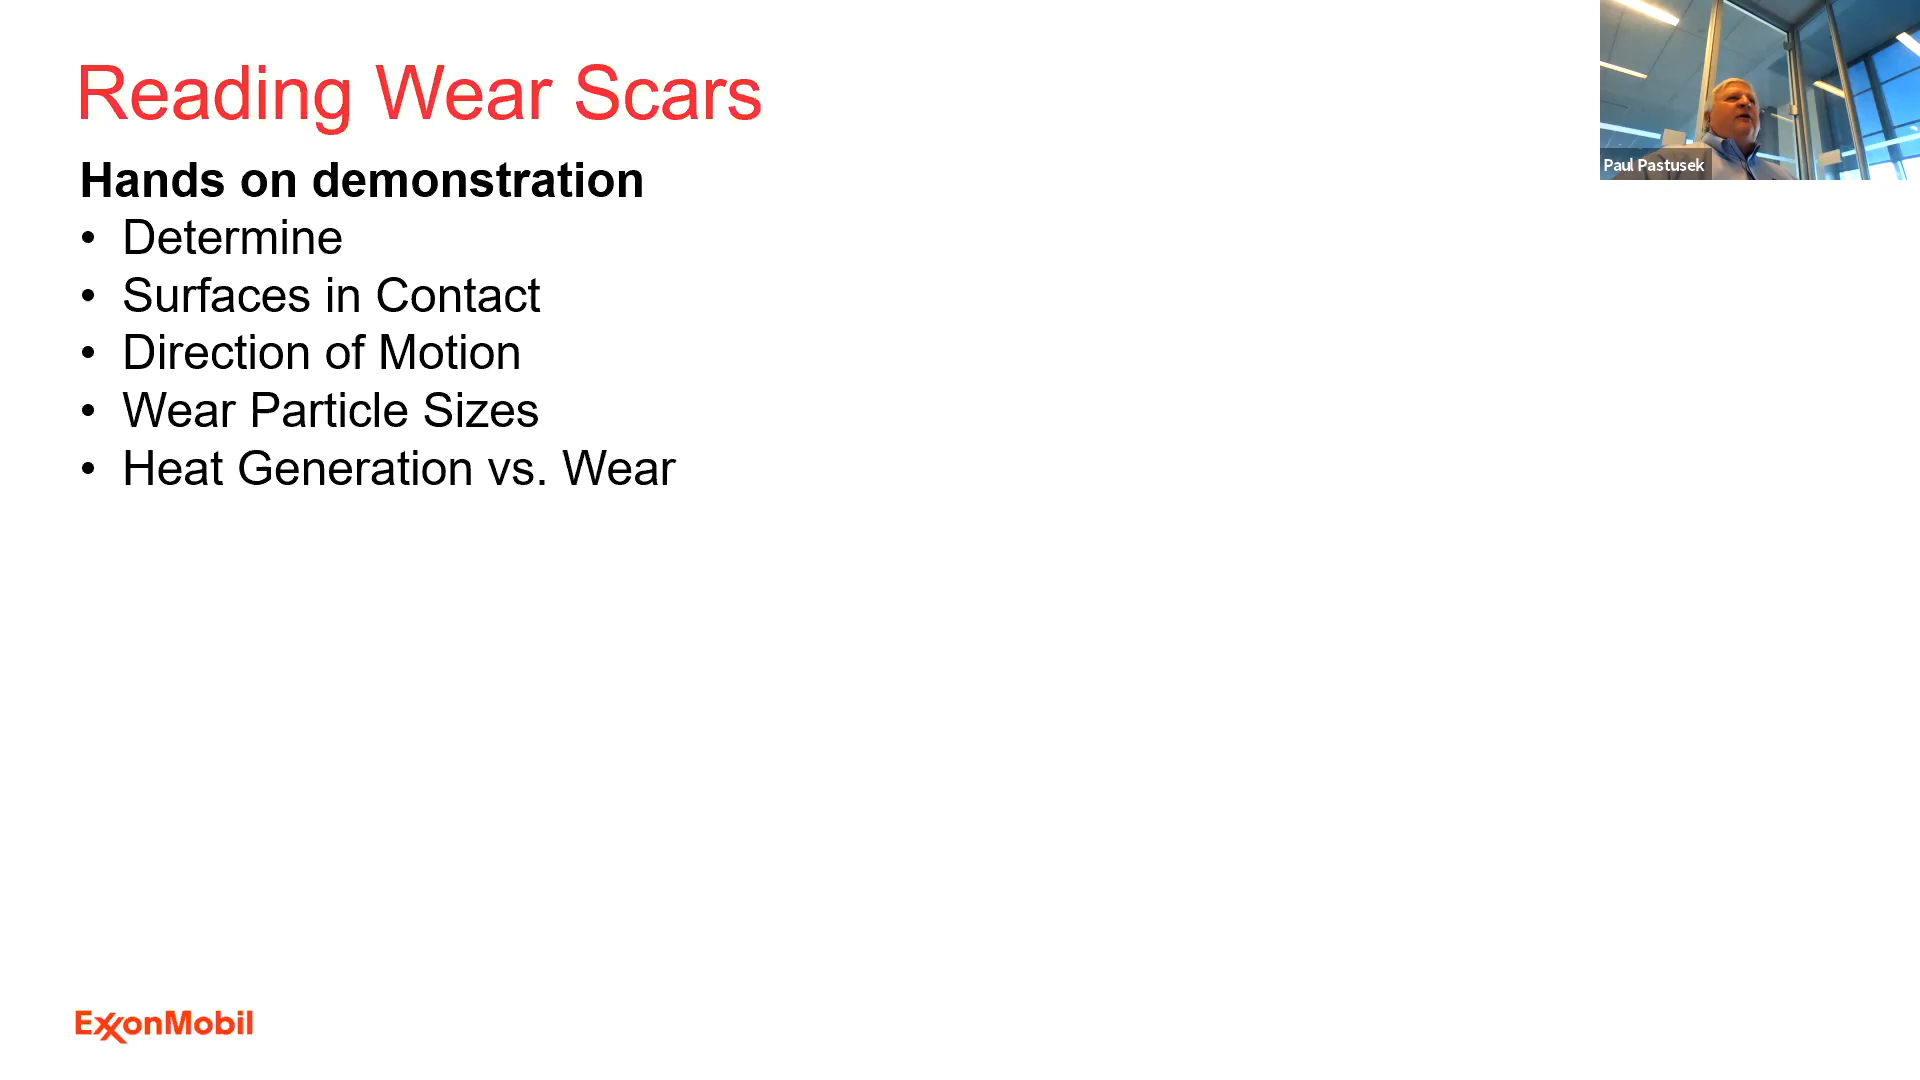 Reading Wear Scars
Paul Pastusek
Hands on demonstration
• Determine
• Surfaces in Contact
• Direction of Motion
• Wear Particle Sizes
• Heat Generation vs. Wear
ExxonMobil